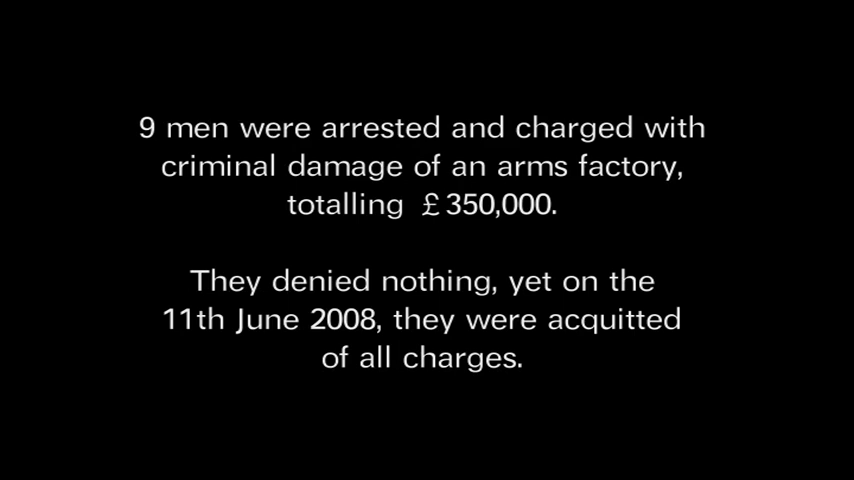 9 men were arrested and charged with
criminal damage of an arms factory,
totalling £350,000.
They denied nothing, yet on the
11th June 2008, they were acquitted
of all charges.